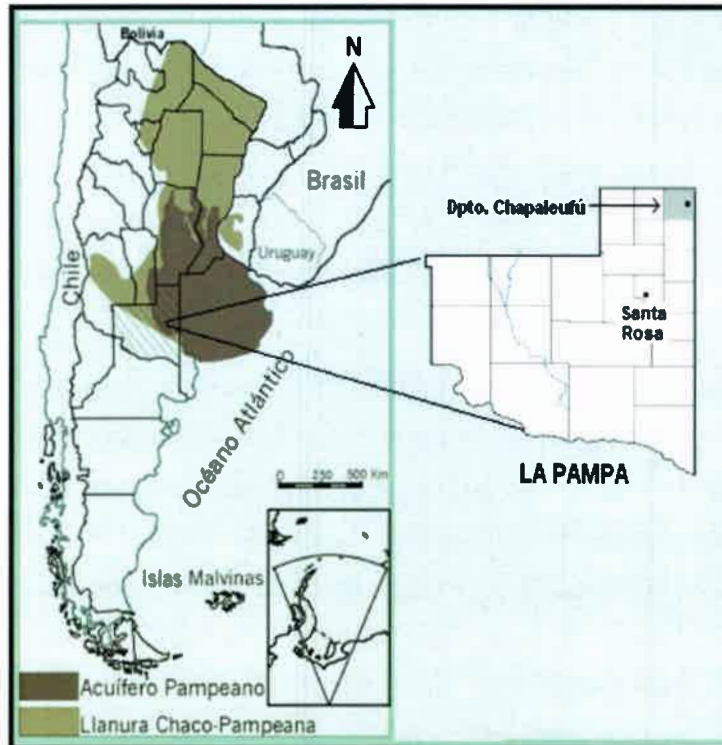 Bolivia
N
Brasil
Uruguay
Chile
Océano Atlántico
0 250 500 Km
Islas Malvinas
Acuífero Pampeano
Llanura Chaco-Pampeana
Dpto. Chapaleufú
Santa
Rosa
LA PAMPA